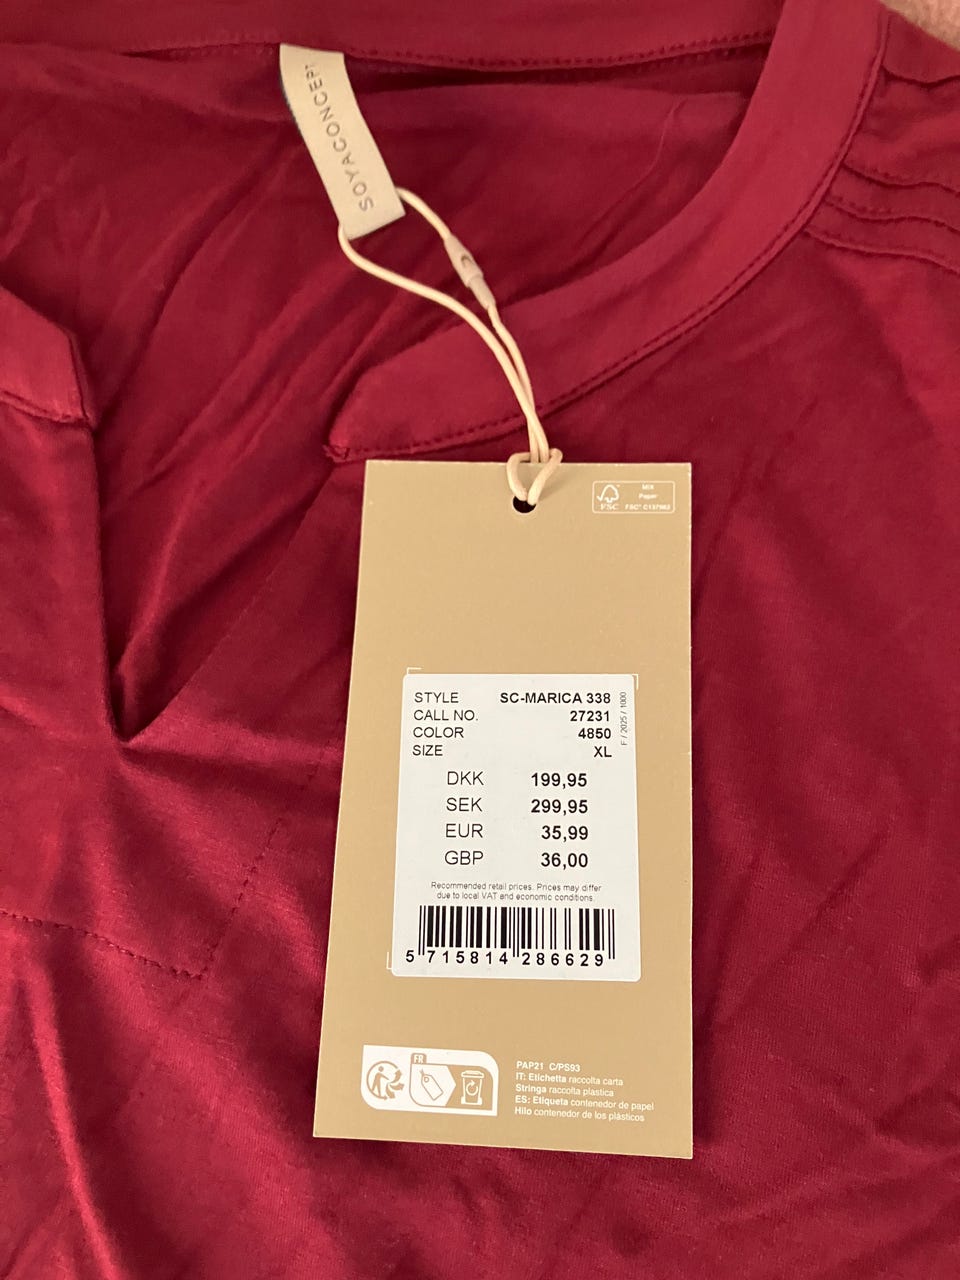 SOYACONCEPT
MIX
Paper
FSC
FSC® C137982
STYLE SC-MARICA 338
CALL NO. 27231
COLOR 4850
SIZE XL
F / 2025 / 1000
DKK 199,95
SEK 299,95
EUR 35,99
GBP 36,00
Recommended retail prices. Prices may differ
due to local VAT and economic conditions.
5 715814 286629
FR
PAP21 C/PS93
IT: Etichetta raccolta carta
Stringa raccolta plastica
ES: Etiqueta contenedor de papel
Hilo contenedor de los plásticos